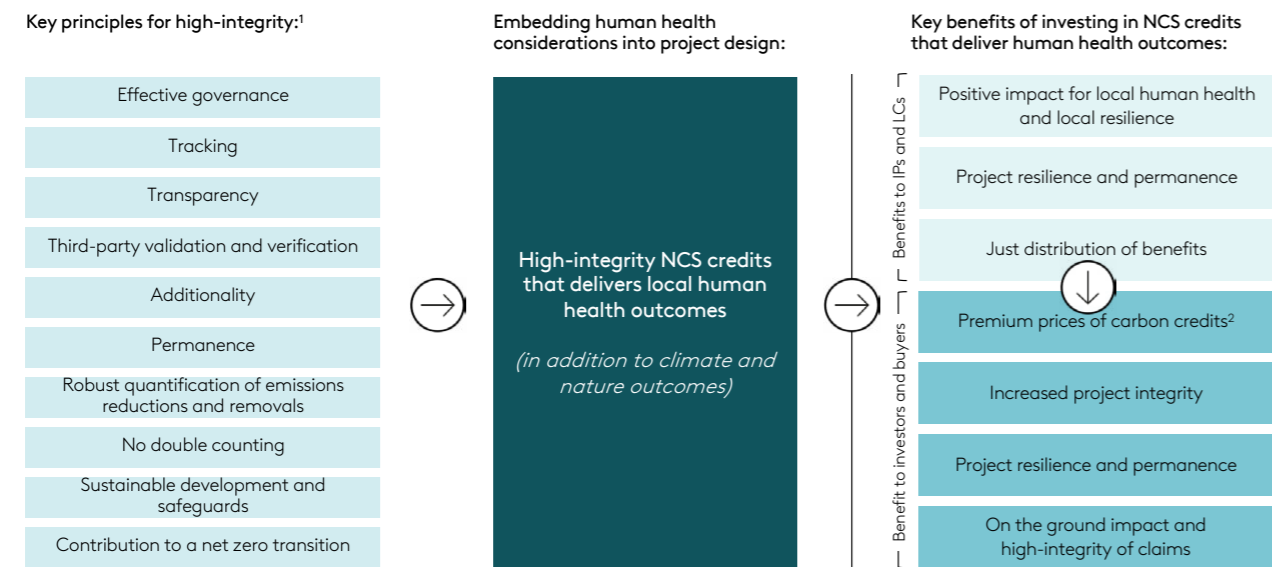 Key principles for high-integrity:¹
Effective governance
Tracking
Transparency
Third-party validation and verification
Additionality
Permanence
Robust quantification of emissions
reductions and removals
No double counting
Sustainable development and
safeguards
Contribution to a net zero transition
Embedding human health
considerations into project design:
High-integrity NCS credits
that delivers local human
health outcomes
(in addition to climate and
nature outcomes)
Key benefits of investing in NCS credits
that deliver human health outcomes:
Benefits to IPs and LCs
Positive impact for local human health
and local resilience
Project resilience and permanence
Just distribution of benefits
Benefit to investors and buyers
Premium prices of carbon credits²
Increased project integrity
Project resilience and permanence
On the ground impact and
high-integrity of claims